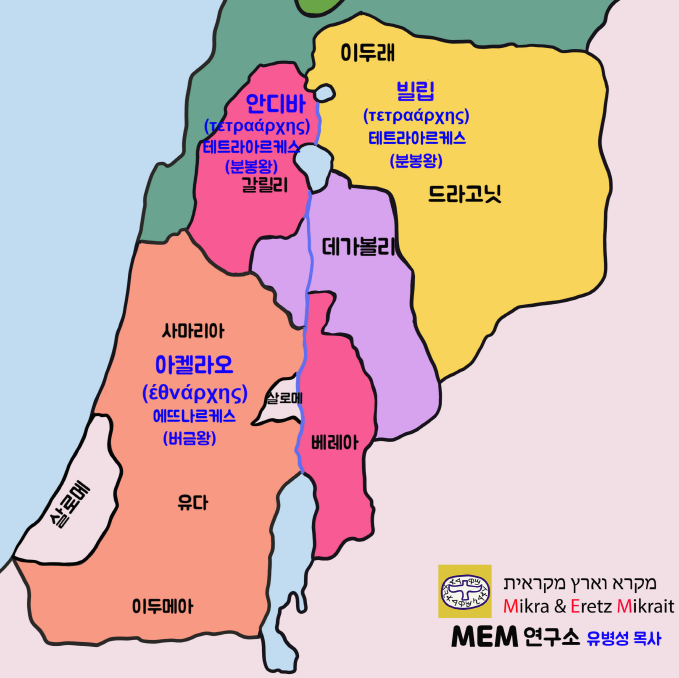 이두래
안디바
(τετραάρχης)
테트라아르케스
(분봉왕)
갈릴리
빌립
(τετραάρχης)
테트라아르케스
(분봉왕)
드라고닛
데가볼리
사마리아
아켈라오
(έθνάρχης)
에뜨나르케스
(버금왕)
살로메
베레아
살로메
유다
이두메아
מקרא וארץ מקראית
Mikra & Eretz Mikrait
MEM 연구소 유병성 목사